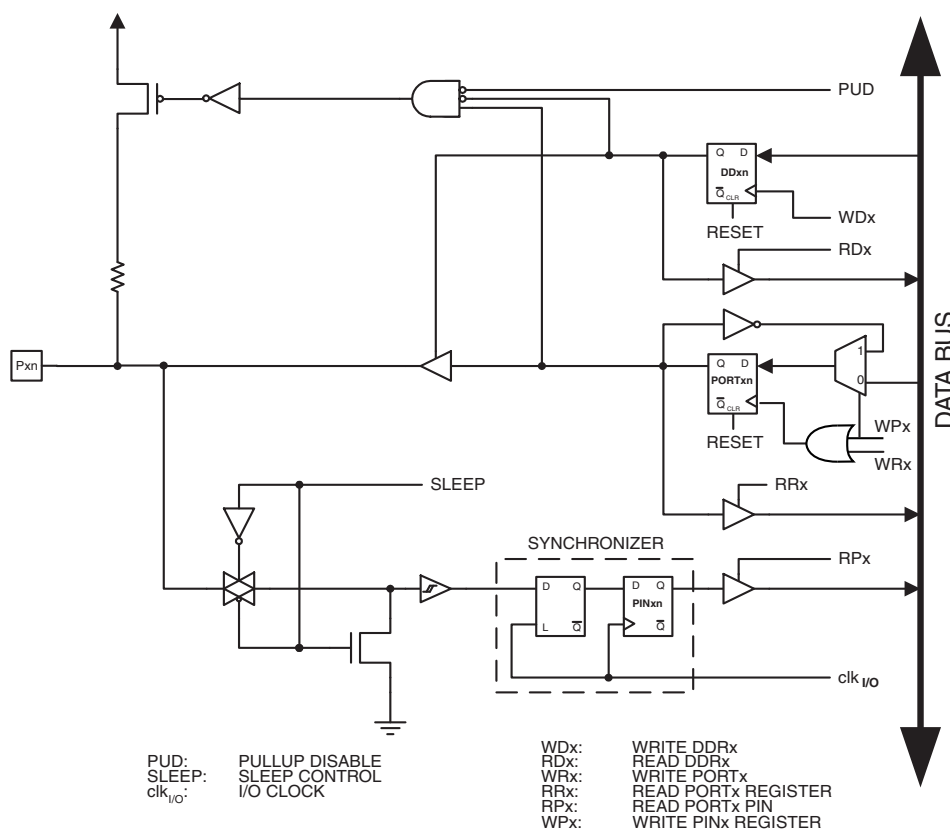 PUD
Q D
DDxn
Q CLR
WDx
RESET
RDx
DATA BUS
1
Pxn
Q D
PORTxn
0
Q CLR
WPx
RESET
WRx
RRx
SLEEP
SYNCHRONIZER
RPx
D Q
D Q
PINxn
L Q
Q
clk I/O
PUD: PULLUP DISABLE
SLEEP: SLEEP CONTROL
clk I/O: I/O CLOCK
WDx: WRITE DDRx
RDx: READ DDRx
WRx: WRITE PORTx
RRx: READ PORTx REGISTER
RPx: READ PORTx PIN
WPx: WRITE PINx REGISTER